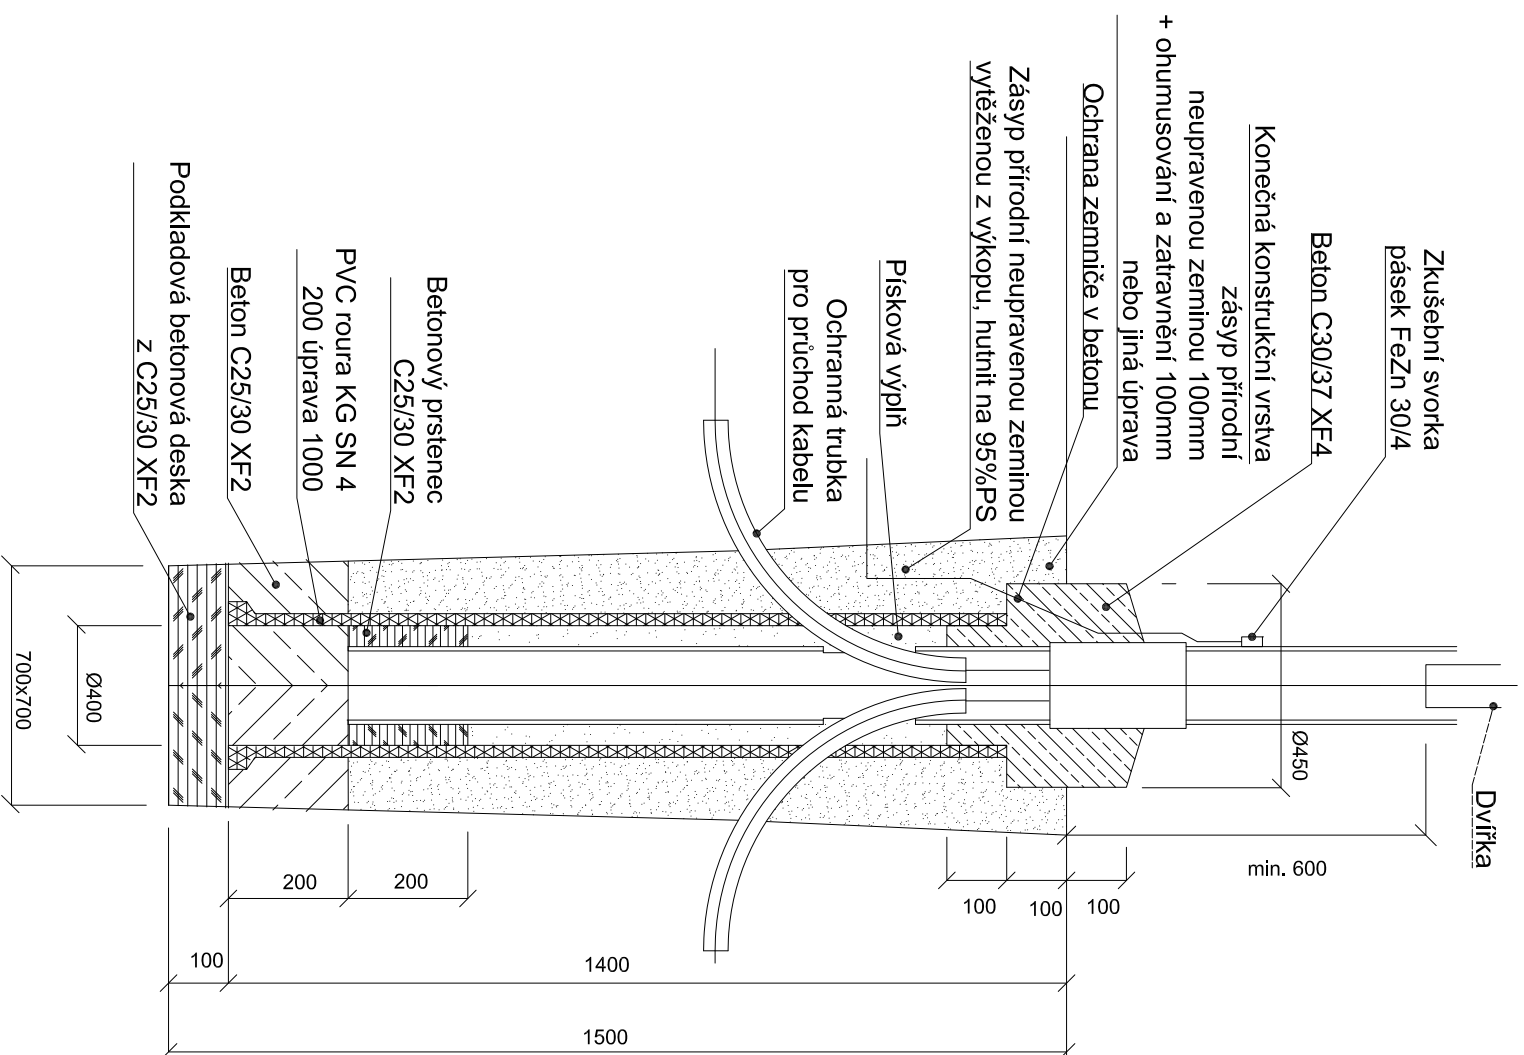 Zkušební svorka
pásek FeZn 30/4
Beton C30/37 XF4
Konečná konstrukční vrstva
zásyp přírodní
neupravenou zeminou 100mm
+ ohumusování a zatravnění 100mm
nebo jiná úprava
Ochrana zemniče v betonu
Zásyp přírodní neupravenou zeminou
vytěženou z výkopu, hutnit na 95%PS
Písková výplň
Ochranná trubka
pro průchod kabelu
Betonový prstenec
C25/30 XF2
PVC roura KG SN 4
200 úprava 1000
Beton C25/30 XF2
Podkladová betonová deska
z C25/30 XF2
Dvířka
Ø450
min. 600
100
100
100
200
200
100
1400
1500
Ø400
700x700